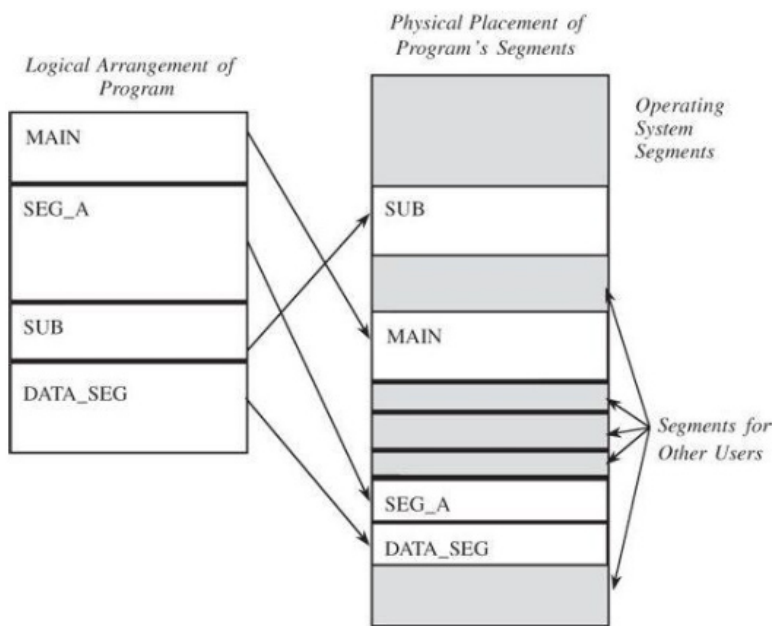 Logical Arrangement of
Program
MAIN
SEG_A
SUB
DATA_SEG
Physical Placement of
Program's Segments
Operating
System
Segments
SUB
MAIN
SEG_A
DATA_SEG
Segments for
Other Users